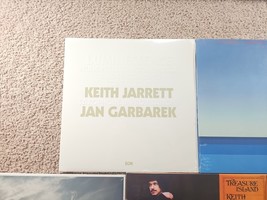 KEITH JARRETT
JAN GARBAREK
TREASURE
ISLAND
KEITH